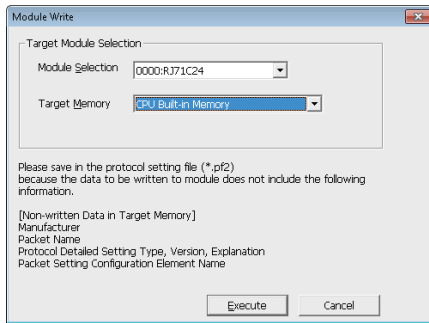 Module Write
Target Module Selection
Module Selection
0000:RJ71C24
Target Memory
CPU Built-in Memory
Please save in the protocol setting file (*.pf2)
because the data to be written to module does not include the following
information.
[Non-written Data in Target Memory]
Manufacturer
Packet Name
Protocol Detailed Setting Type, Version, Explanation
Packet Setting Configuration Element Name
Execute
Cancel